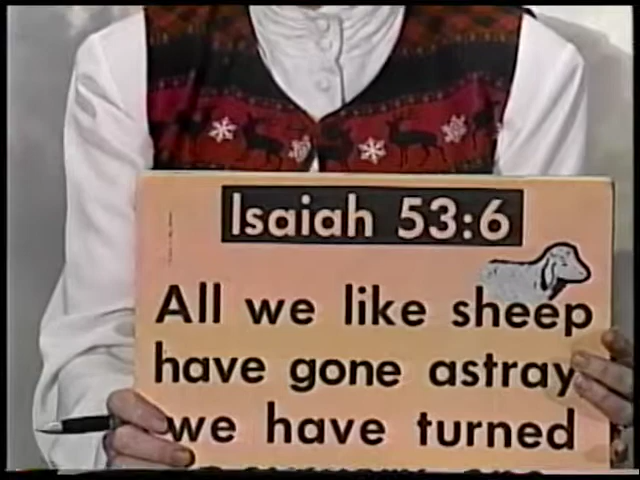 Isaiah 53:6
All we like sheep
have gone astray
we have turned